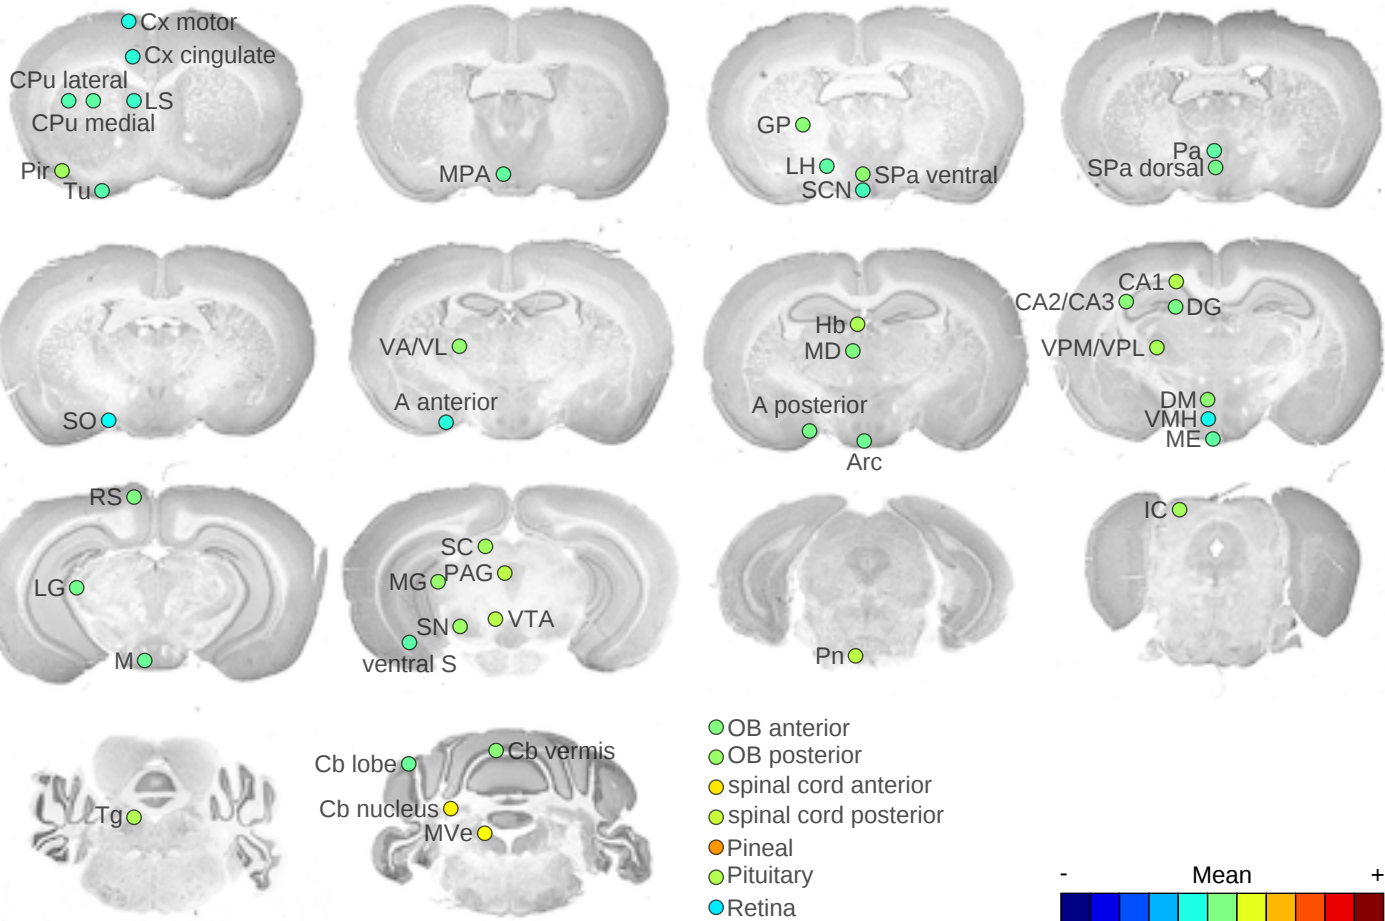 Cx motor
Cx cingulate
CPu lateral
LS
CPu medial
Pir
Tu
MPA
GP
LH
SPa ventral
SCN
Pa
SPa dorsal
SO
VA/VL
A anterior
Hb
MD
A posterior
Arc
CA1
CA2/CA3
DG
VPM/VPL
DM
VMH
ME
RS
LG
M
SC
MG
PAG
SN
VTA
ventral S
Pn
IC
Tg
Cb lobe
Cb vermis
Cb nucleus
MVe
OB anterior
OB posterior
spinal cord anterior
spinal cord posterior
Pineal
Pituitary
Retina
- Mean +